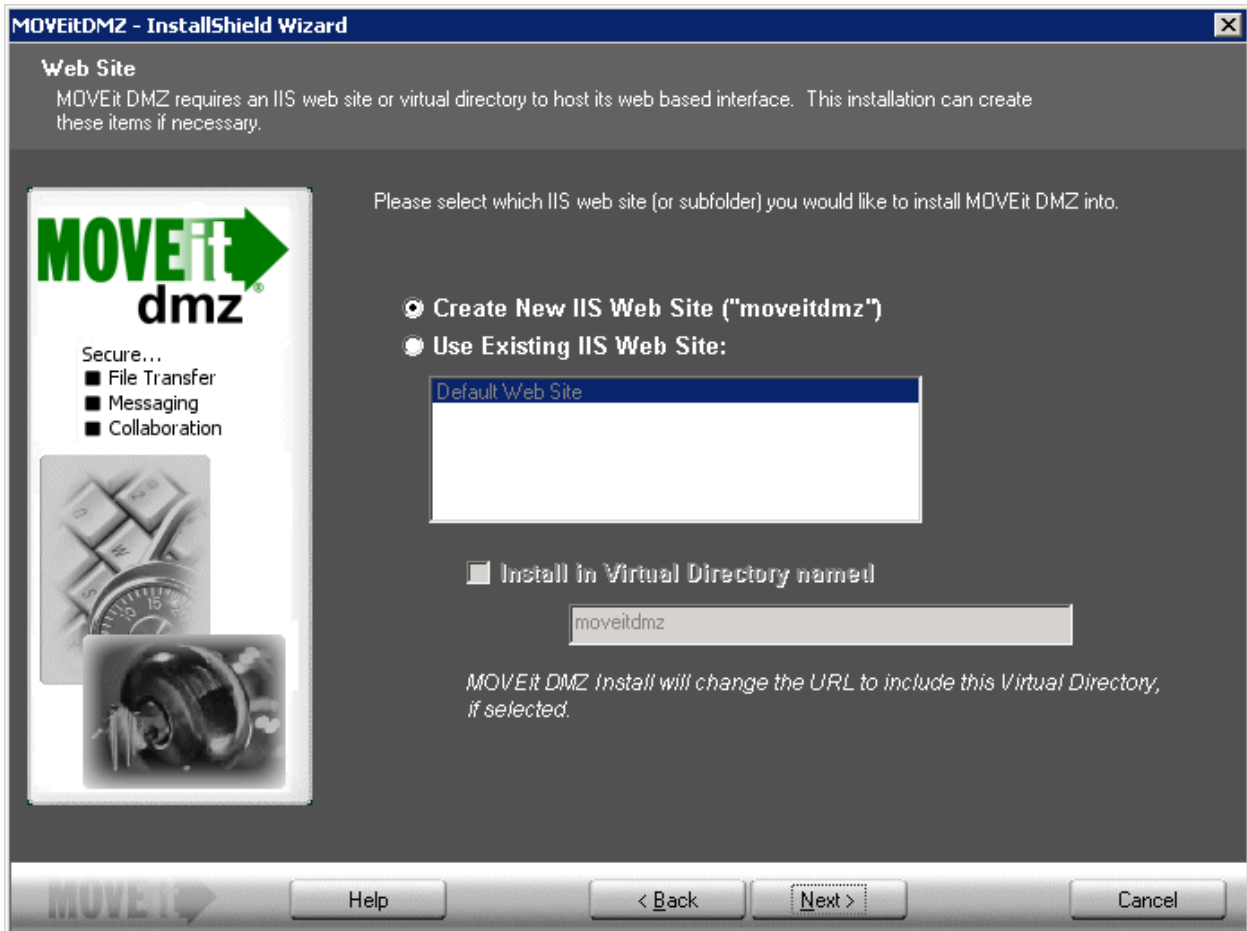 MOVEitDMZ - InstallShield Wizard
Web Site
MOVEit DMZ requires an IIS web site or virtual directory to host its web based interface. This installation can create
these items if necessary.
Please select which IIS web site (or subfolder) you would like to install MOVEit DMZ into.
MOVEit
dmz®
Secure...
File Transfer
Messaging
Collaboration
Create New IIS Web Site ("moveitdmz")
Use Existing IIS Web Site:
Default Web Site
Install in Virtual Directory named
moveitdmz
MOVEit DMZ Install will change the URL to include this Virtual Directory,
if selected.
MOVEit
Help
< Back
Next >
Cancel